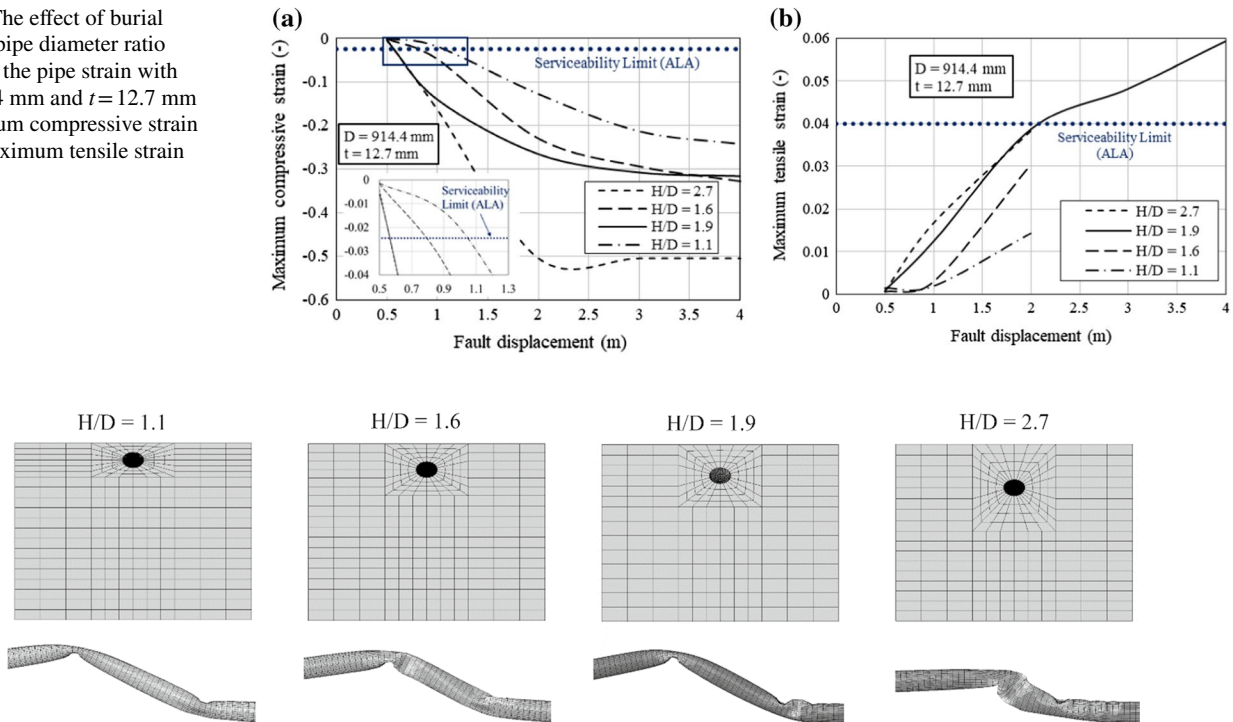 The effect of burial
pipe diameter ratio
the pipe strain with
4 mm and t = 12.7 mm
um compressive strain
aximum tensile strain
(a)
Maximum compressive strain (-)
0
-0.1
-0.2
-0.3
-0.4
-0.5
-0.6
Serviceability Limit (ALA)
D = 914.4 mm
t = 12.7 mm
0
-0.01
-0.02
-0.03
-0.04
Serviceability
Limit (ALA)
0.5 0.7 0.9 1.1 1.3
H/D = 2.7
H/D = 1.6
H/D = 1.9
H/D = 1.1
0 0.5 1 1.5 2 2.5 3 3.5 4
Fault displacement (m)
(b)
Maximum tensile strain (-)
0.06
0.05
0.04
0.03
0.02
0.01
0
D = 914.4 mm
t = 12.7 mm
Serviceability Limit
(ALA)
H/D = 2.7
H/D = 1.9
H/D = 1.6
H/D = 1.1
0 0.5 1 1.5 2 2.5 3 3.5 4
Fault displacement (m)
H/D = 1.1
H/D = 1.6
H/D = 1.9
H/D = 2.7